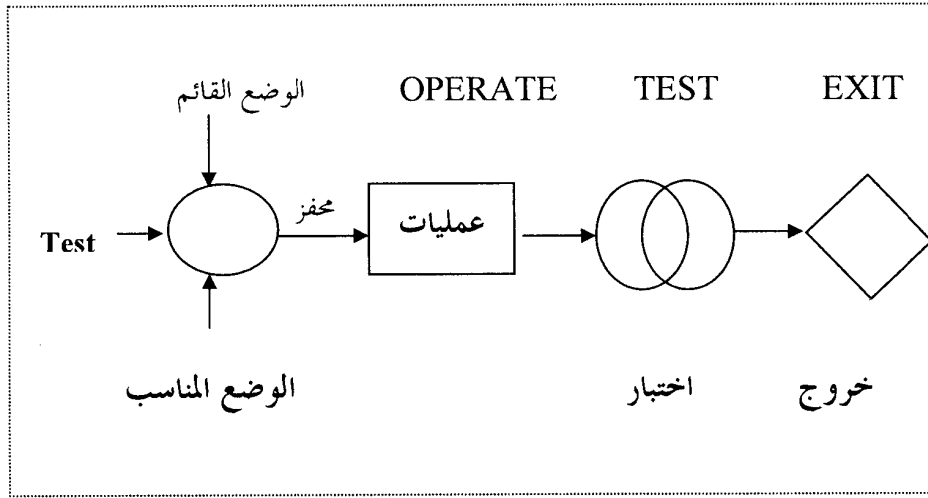 الوضع القائم
OPERATE
TEST
EXIT
محفز
عمليات
Test
الوضع المناسب
اختبار
خروج